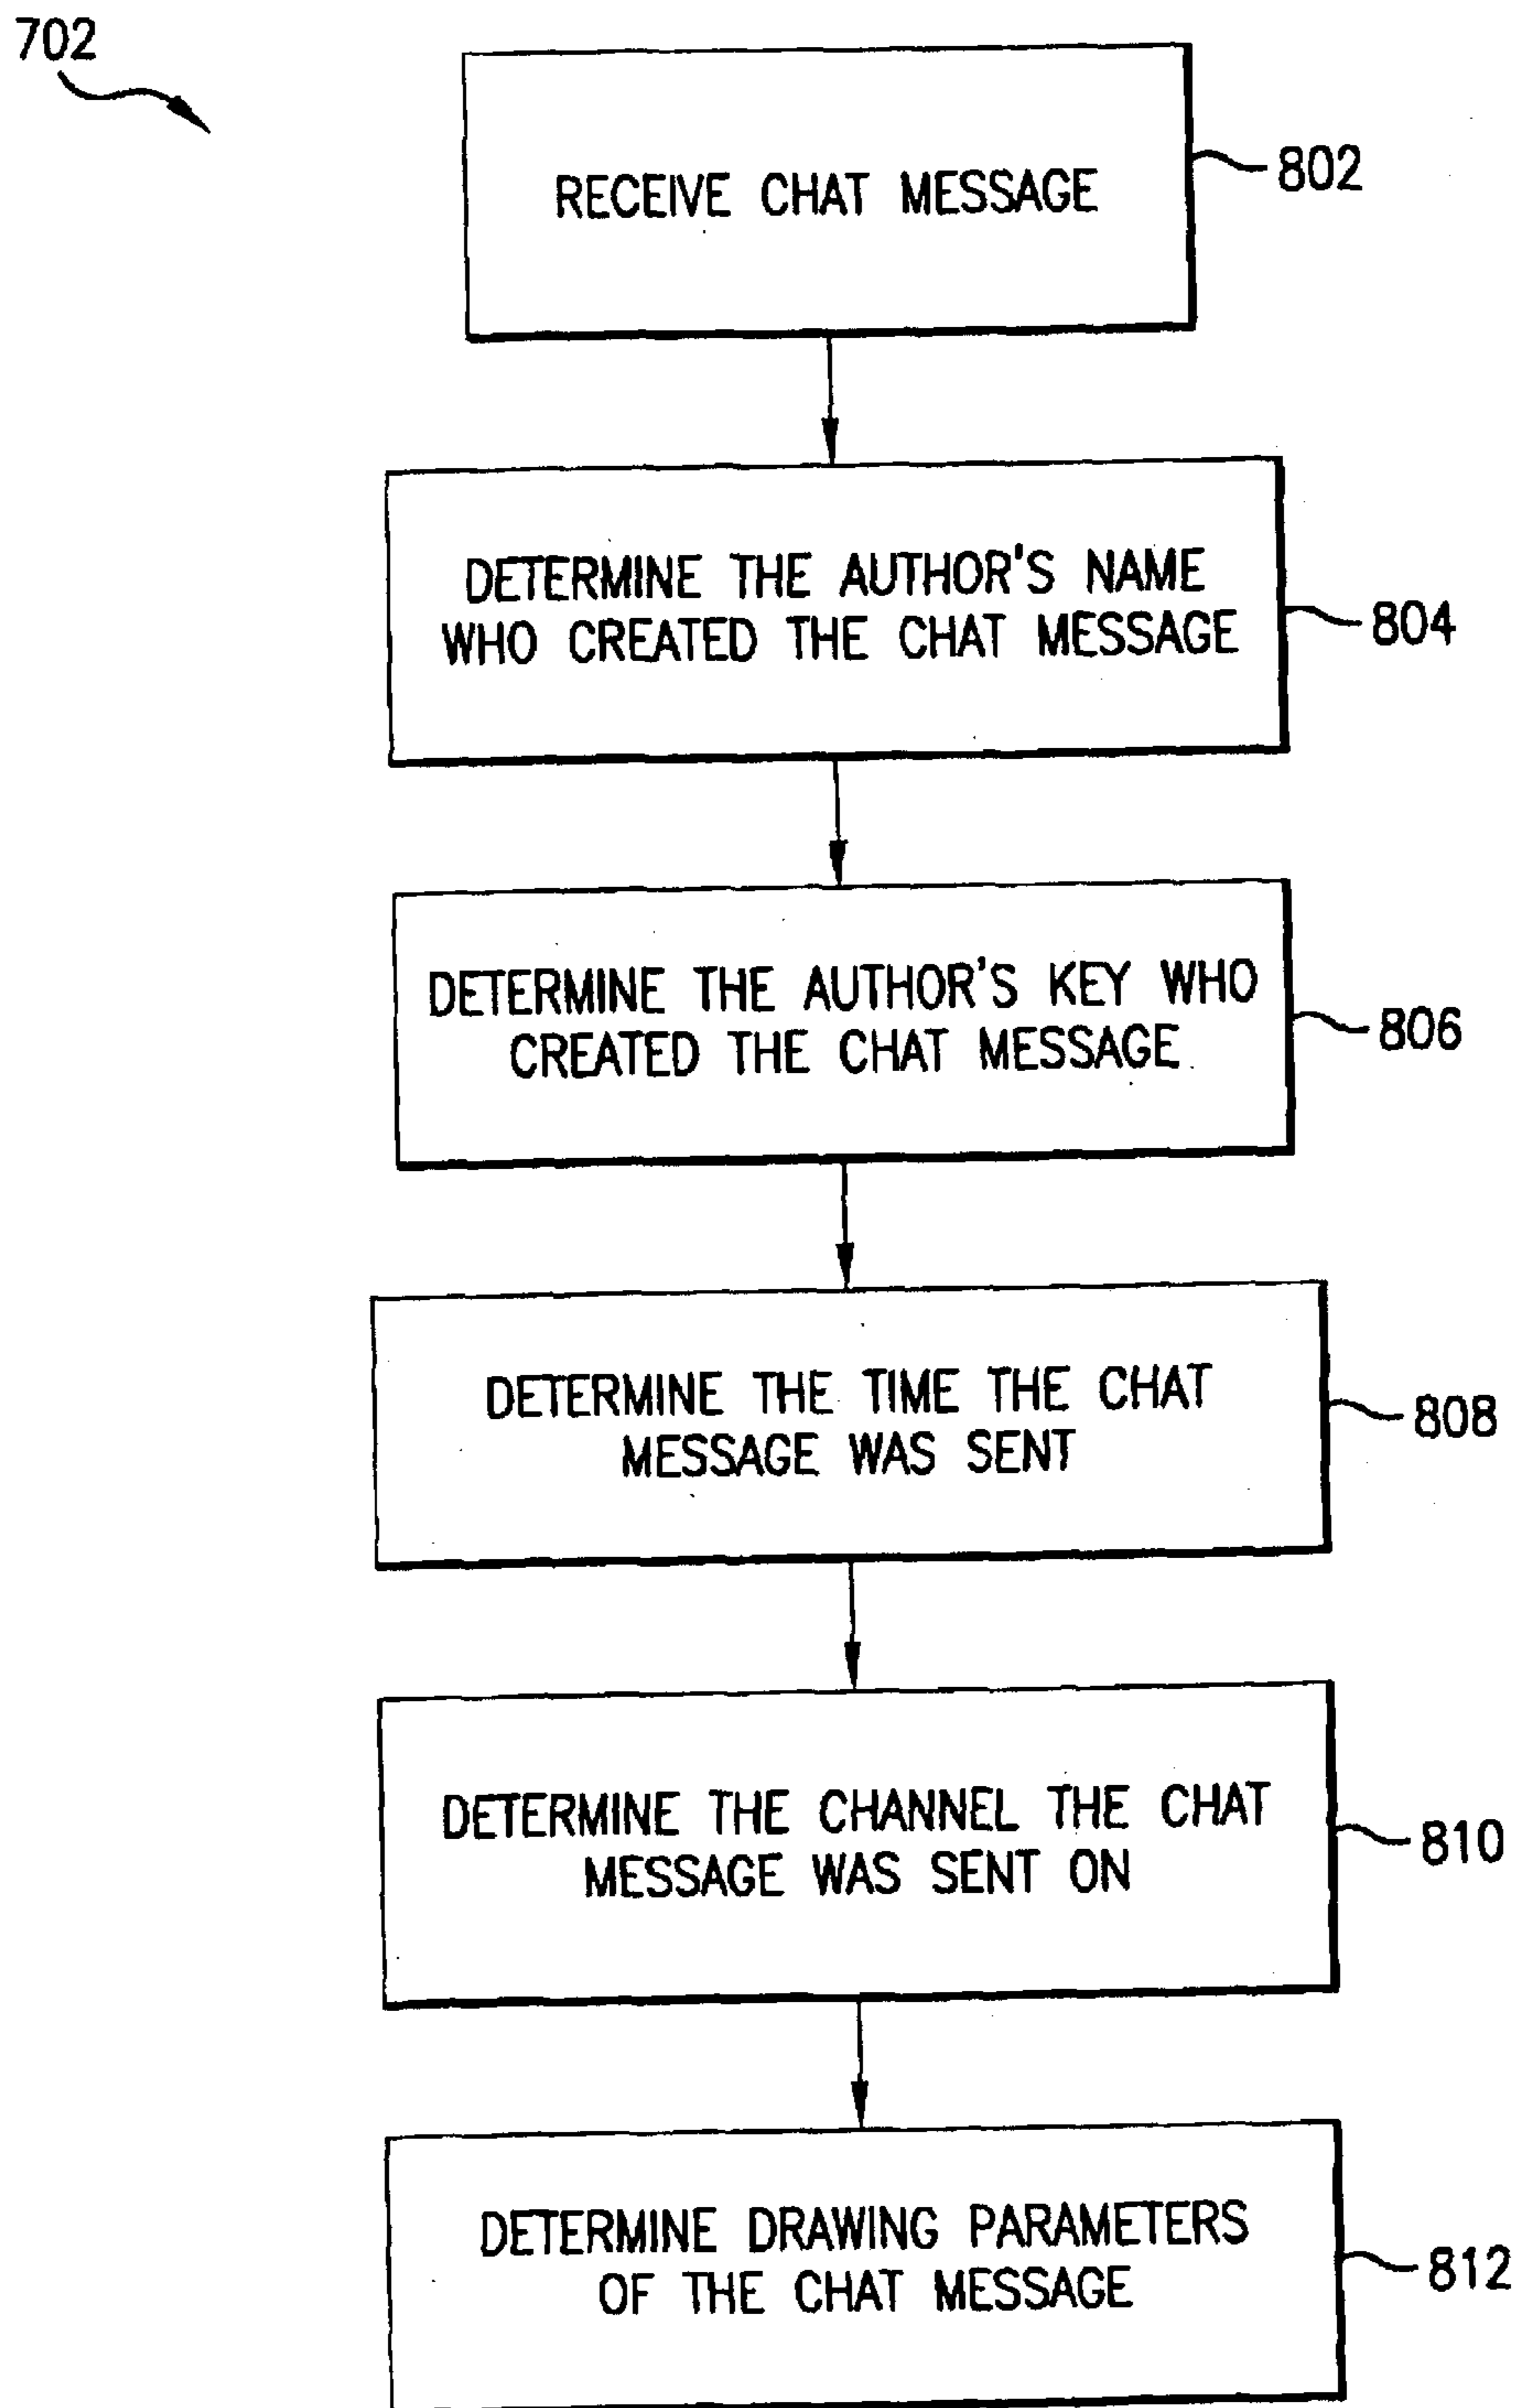 702
RECEIVE CHAT MESSAGE
802
DETERMINE THE AUTHOR'S NAME
WHO CREATED THE CHAT MESSAGE
804
DETERMINE THE AUTHOR'S KEY WHO
CREATED THE CHAT MESSAGE
806
DETERMINE THE TIME THE CHAT
MESSAGE WAS SENT
808
DETERMINE THE CHANNEL THE CHAT
MESSAGE WAS SENT ON
810
DETERMINE DRAWING PARAMETERS
OF THE CHAT MESSAGE
812